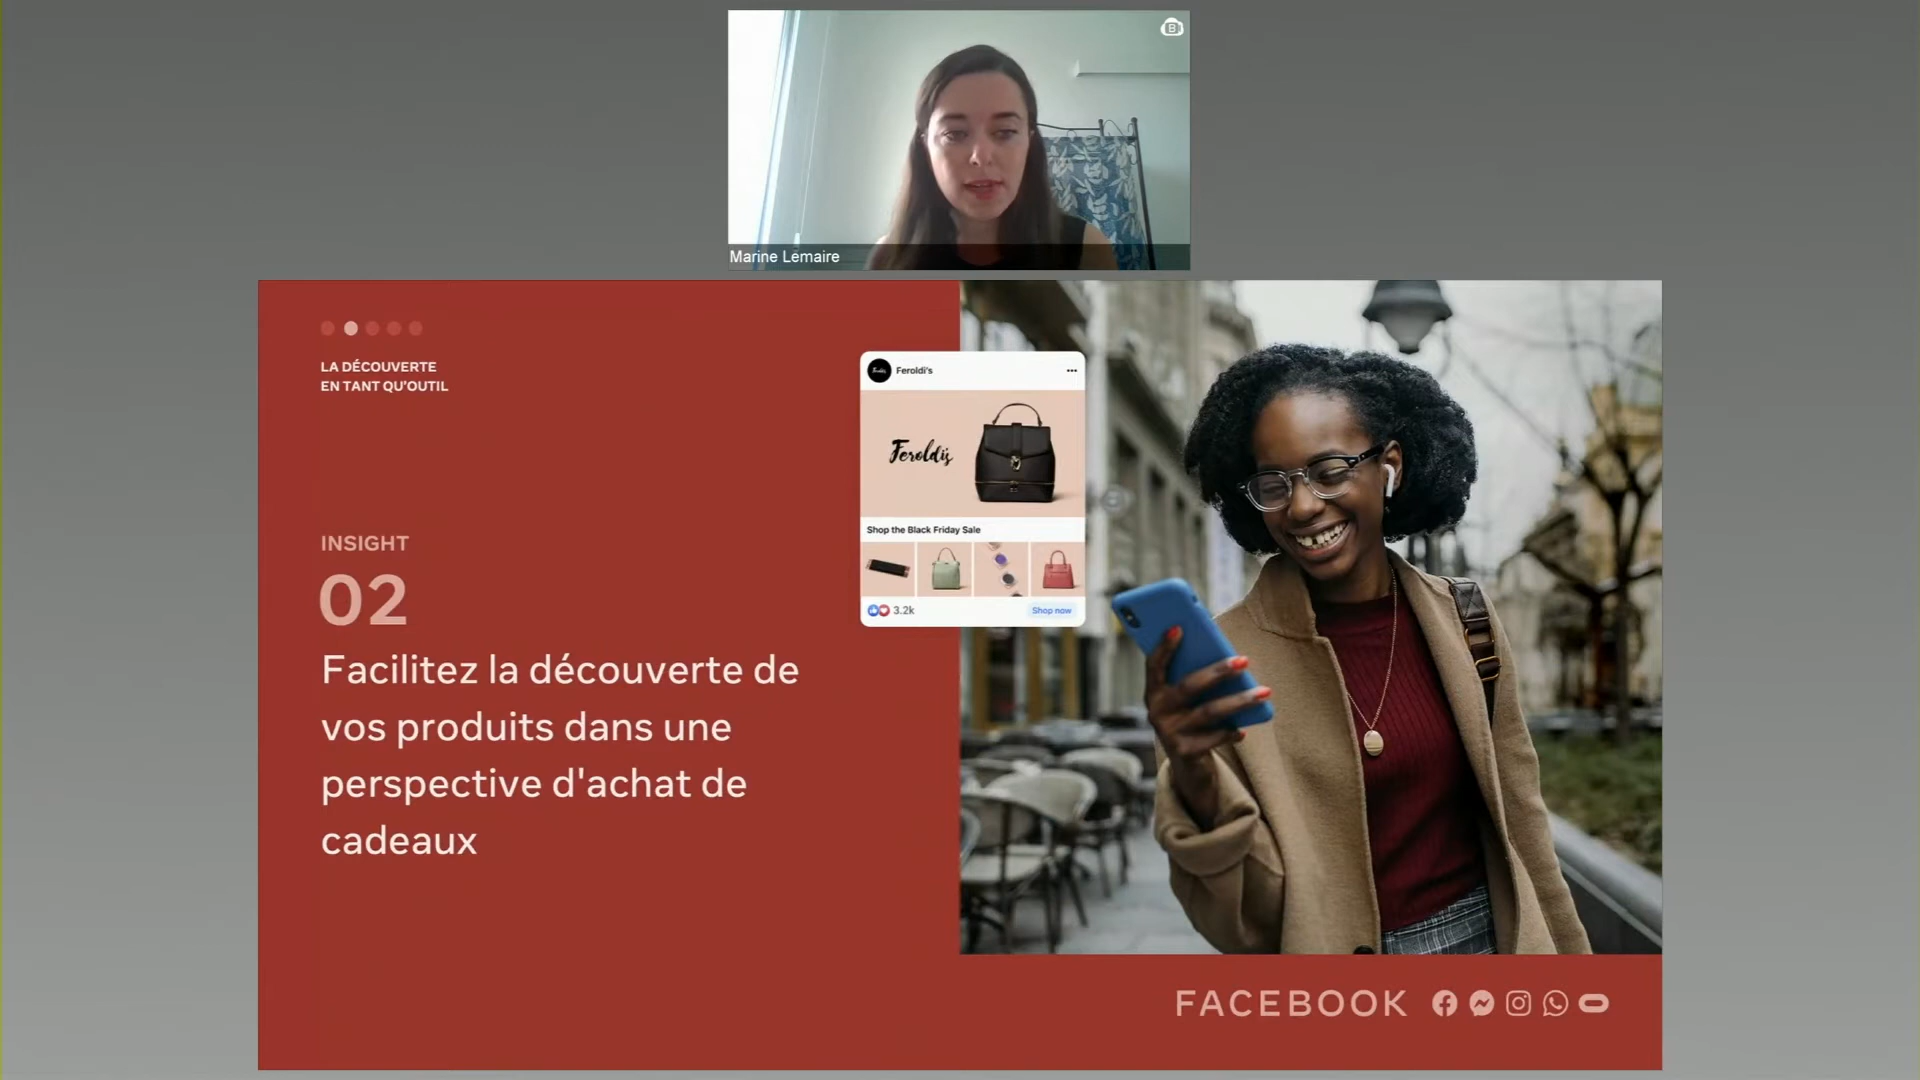 Marine Lemaire
LA DÉCOUVERTE
EN TANT QU'OUTIL
INSIGHT
02
Facilitez la découverte de
vos produits dans une
perspective d'achat de
cadeaux
Feroldi's
Feroldi's
Shop the Black Friday Sale
3.2k
Shop now
FACEBOOK